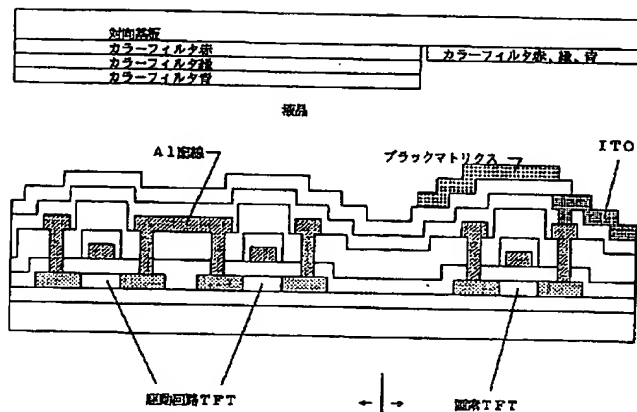 対向基板
カラーフィルタ赤
カラーフィルタ緑
カラーフィルタ青
カラーフィルタ赤、緑、青
液晶
Al配線
ブラックマトリクス
ITO
駆動回路TFT
画素TFT